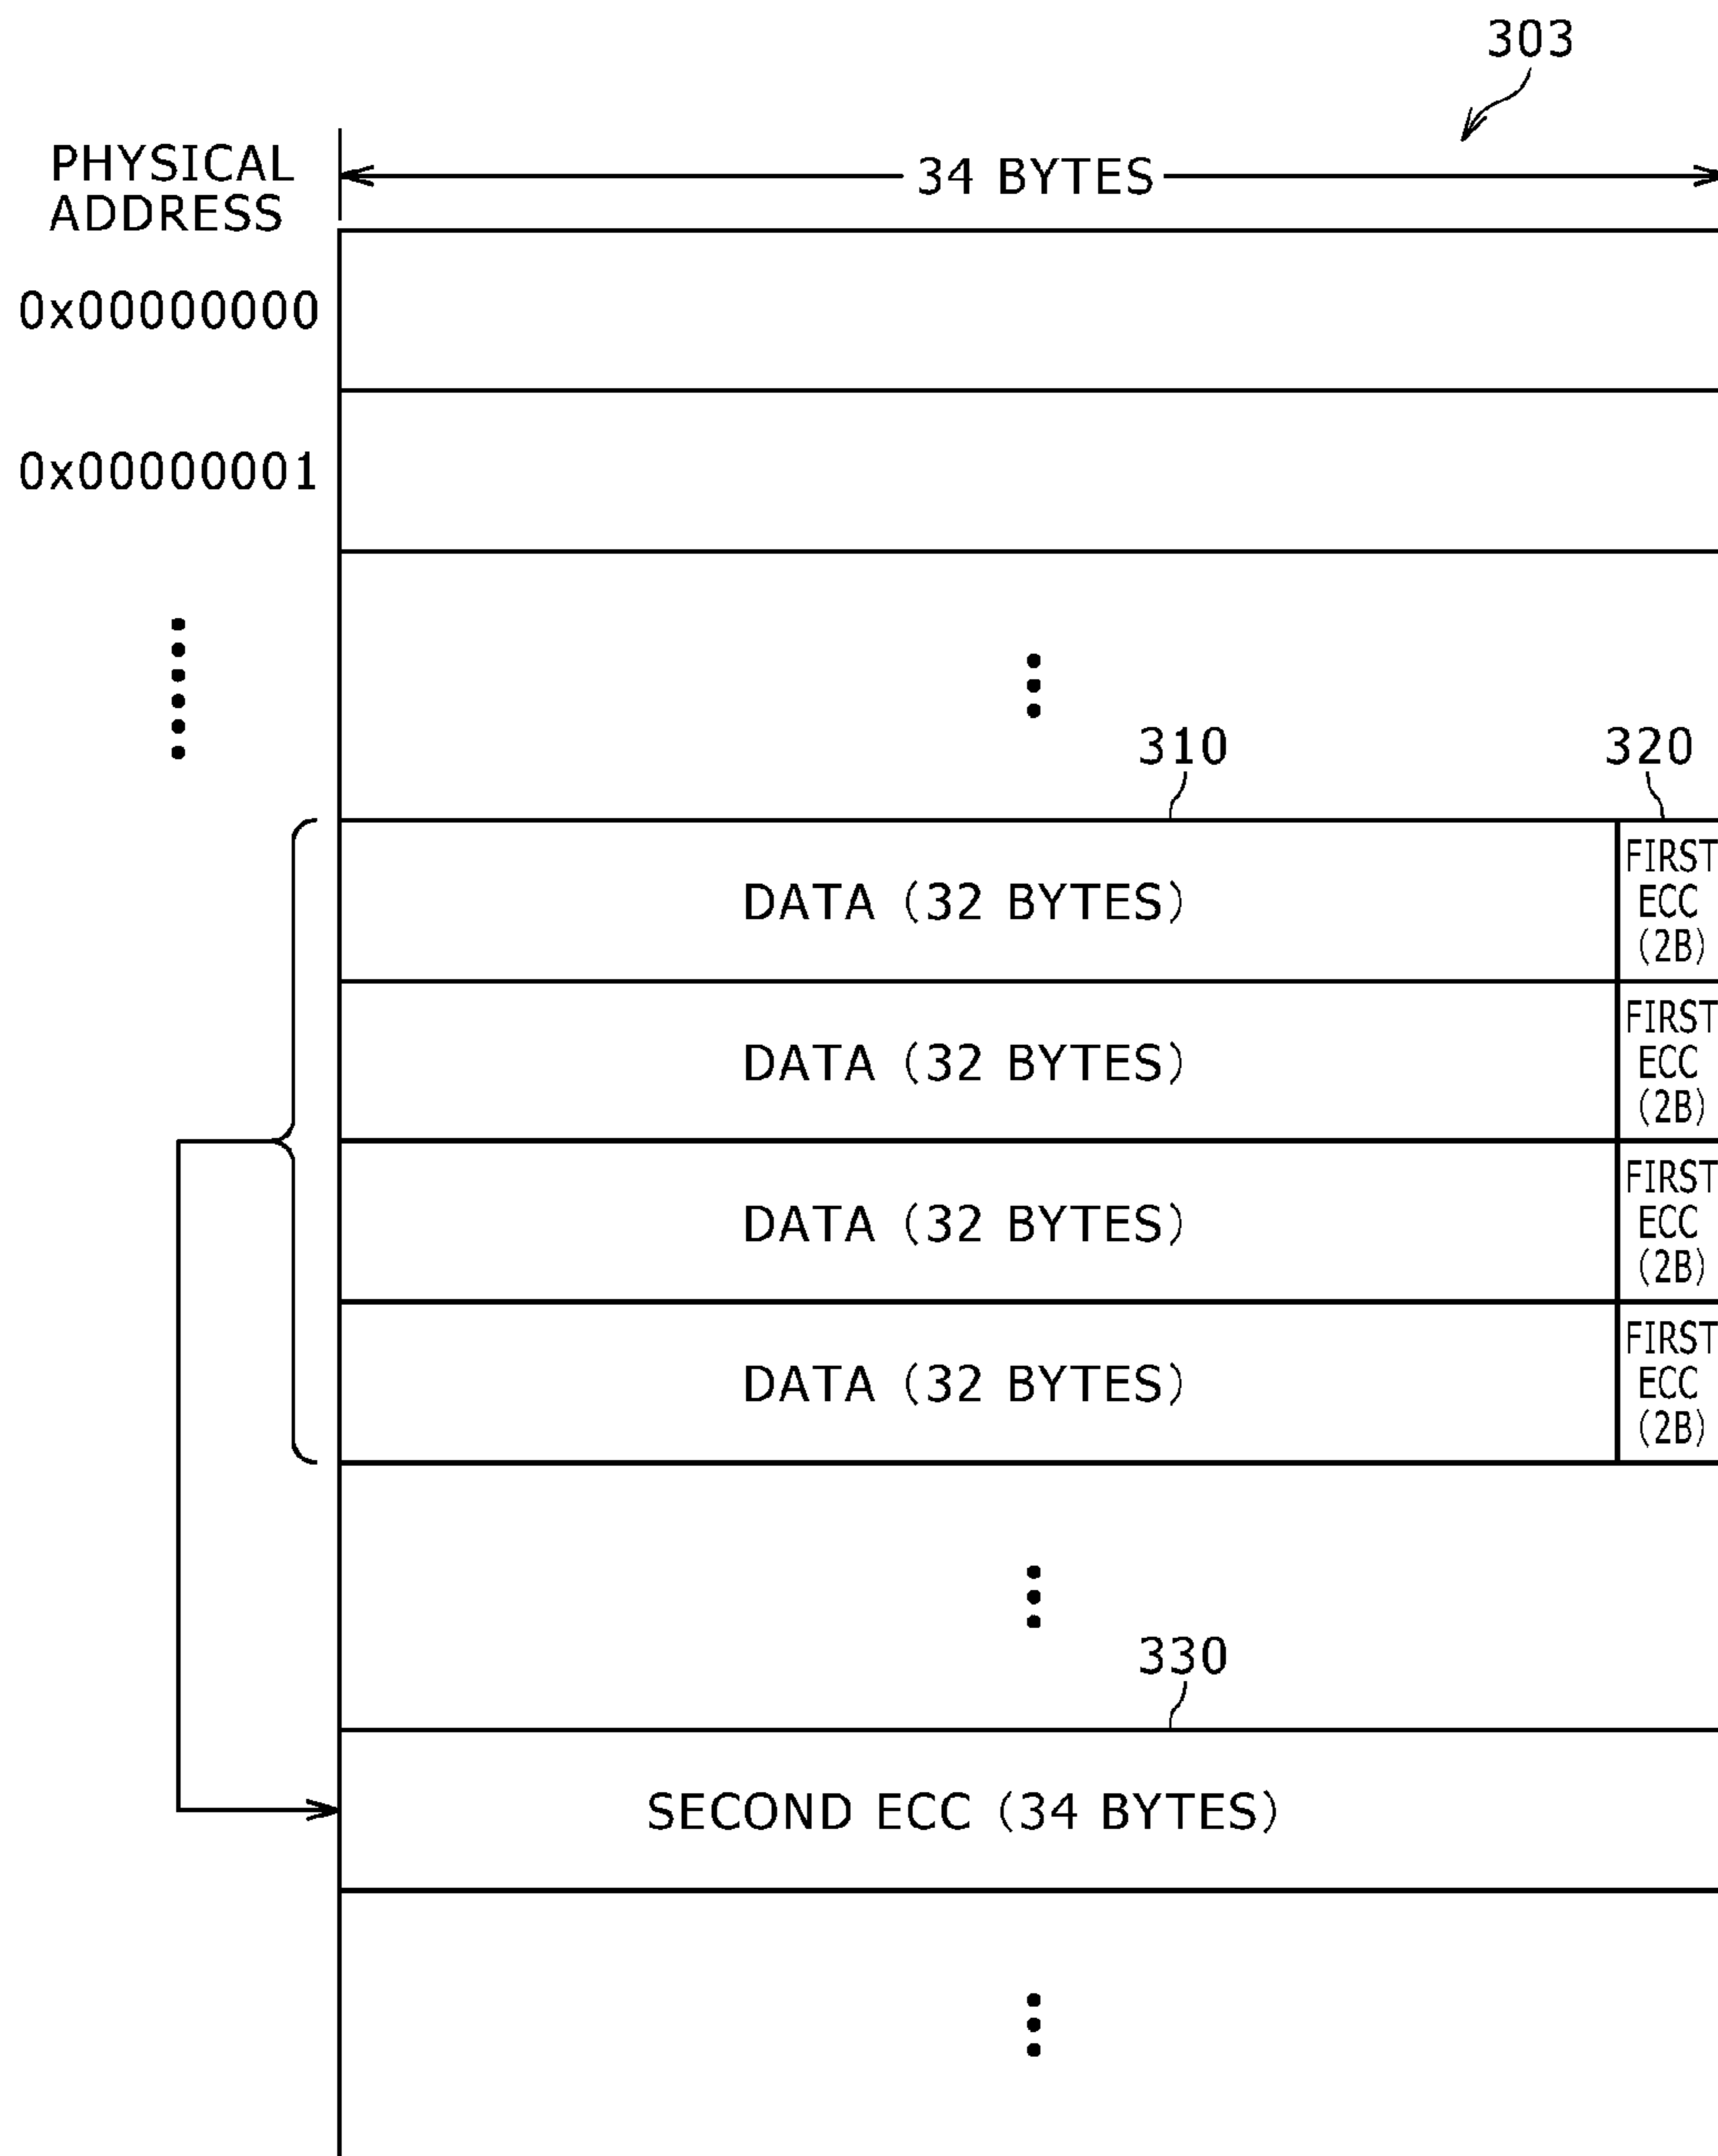 303
PHYSICAL
ADDRESS
34 BYTES
0x00000000
0x00000001
310
320
DATA (32 BYTES)
FIRST
ECC
(2B)
DATA (32 BYTES)
FIRST
ECC
(2B)
DATA (32 BYTES)
FIRST
ECC
(2B)
DATA (32 BYTES)
FIRST
ECC
(2B)
330
SECOND ECC (34 BYTES)